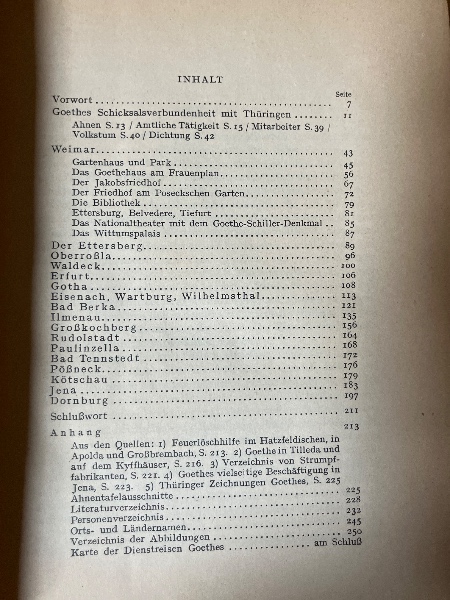 INHALT
Seite
Vorwort 7
Goethes Schicksalsverbundenheit mit Thüringen 11
Ahnen S. 13 / Amtliche Tätigkeit S. 15 / Mitarbeiter S. 39 /
Volkstum S. 40 / Dichtung S. 42
Weimar 43
Gartenhaus und Park 45
Das Goethehaus am Frauenplan 56
Der Jakobsfriedhof 67
Der Friedhof am Poseckschen Garten 72
Die Bibliothek 79
Ettersburg, Belvedere, Tiefurt 81
Das Nationaltheater mit dem Goethe-Schiller-Denkmal 85
Das Wittumspalais 87
Der Ettersberg 89
Oberroßla 96
Waldeck 100
Erfurt 106
Gotha 108
Eisenach, Wartburg, Wilhelmsthal 113
Bad Berka 121
Ilmenau 135
Großkochberg 156
Rudolstadt 164
Paulinzella 168
Bad Tennstedt 172
Pößneck 176
Kötschau 179
Jena 183
Dornburg 197
Schlußwort 211
Anhang 213
Aus den Quellen: 1) Feuerlöschhilfe im Hatzfeldischen, in
Apolda und Großbrembach, S. 213. 2) Goethe in Tilleda und
auf dem Kyffhäuser, S. 216. 3) Verzeichnis von Strumpf-
fabrikanten, S. 221. 4) Goethes vielseitige Beschäftigung in
Jena, S. 223. 5) Thüringer Zeichnungen Goethes, S. 225
Ahnentafelausschnitte 225
Literaturverzeichnis 228
Personenverzeichnis 232
Orts- und Ländernamen 245
Verzeichnis der Abbildungen 250
Karte der Dienstreisen Goethes am Schluß